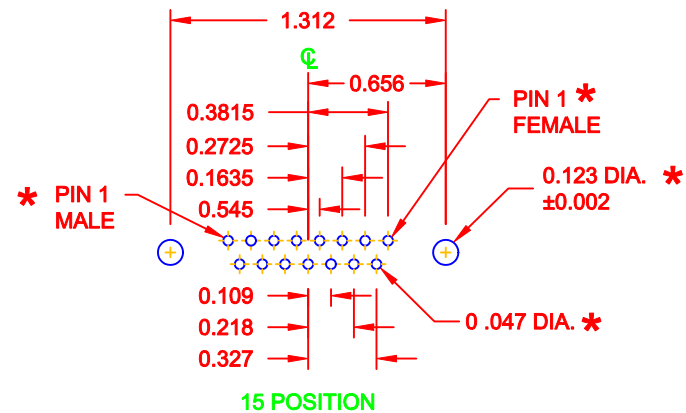 1.312
℄
0.656
0.3815
PIN 1 *
FEMALE
0.2725
0.1635
0.123 DIA. *
±0.002
* PIN 1
MALE
0.545
0.109
0 .047 DIA. *
0.218
0.327
15 POSITION